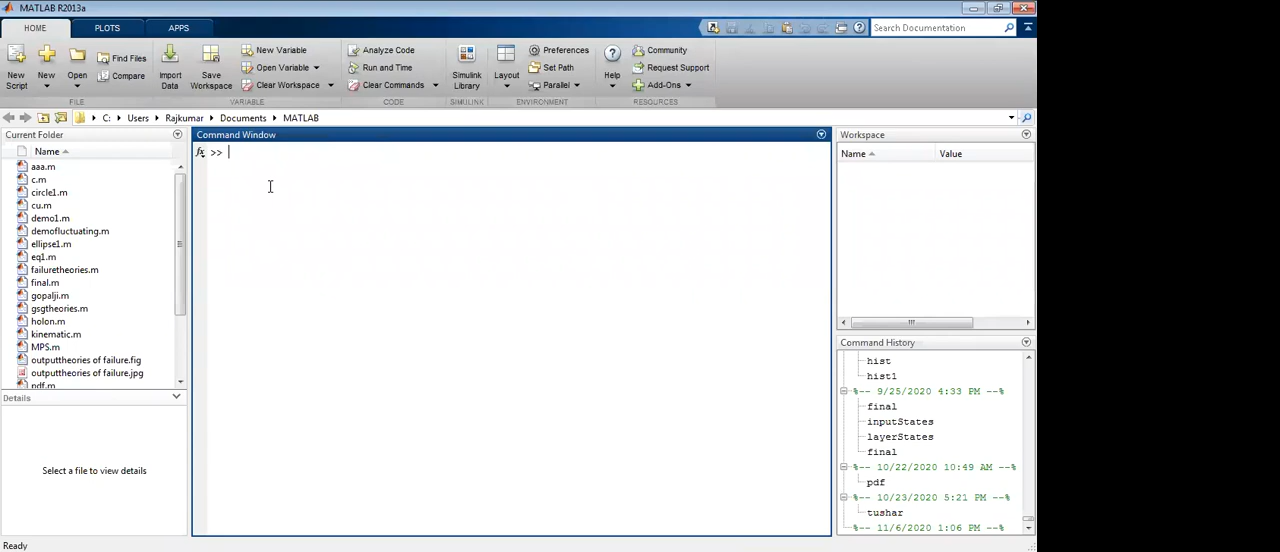 MATLAB R2013a
HOME PLOTS APPS
Search Documentation
New Script
New
Open
Find Files
Compare
Import Data
Save Workspace
New Variable
Open Variable
Clear Workspace
Analyze Code
Run and Time
Clear Commands
Simulink Library
Layout
Preferences
Set Path
Parallel
Help
Community
Request Support
Add-Ons
FILE VARIABLE CODE SIMULINK ENVIRONMENT RESOURCES
C: Users Rajkumar Documents MATLAB
Current Folder
Name
aaa.m
c.m
circle1.m
cu.m
demo1.m
demofluctuating.m
ellipse1.m
eq1.m
failuretheories.m
final.m
gopalji.m
gsgtheories.m
holon.m
kinematic.m
MPS.m
outputtheories of failure.fig
outputtheories of failure.jpg
pdf.m
Details
Select a file to view details
Command Window
fx >>
Workspace
Name Value
Command History
hist
hist1
%-- 9/25/2020 4:33 PM --%
final
inputStates
layerStates
final
%-- 10/22/2020 10:49 AM --%
pdf
%-- 10/23/2020 5:21 PM --%
tushar
%-- 11/6/2020 1:06 PM --%
Ready